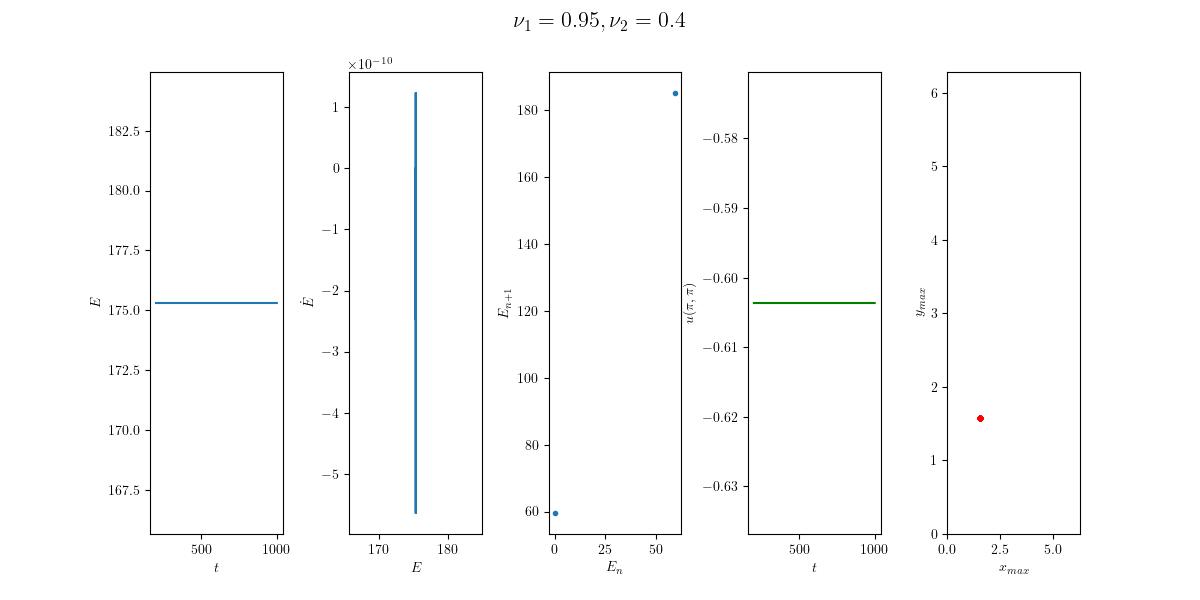 ν₁ = 0.95, ν₂ = 0.4
E
182.5
180.0
177.5
175.0
172.5
170.0
167.5
500 1000
t
×10⁻¹⁰
Ė
1
0
−1
−2
−3
−4
−5
170 180
E
Eₙ₊₁
180
160
140
120
100
80
60
0 25 50
Eₙ
u(π, π)
−0.58
−0.59
−0.60
−0.61
−0.62
−0.63
500 1000
t
y_max
6
5
4
3
2
1
0
0.0 2.5 5.0
x_max